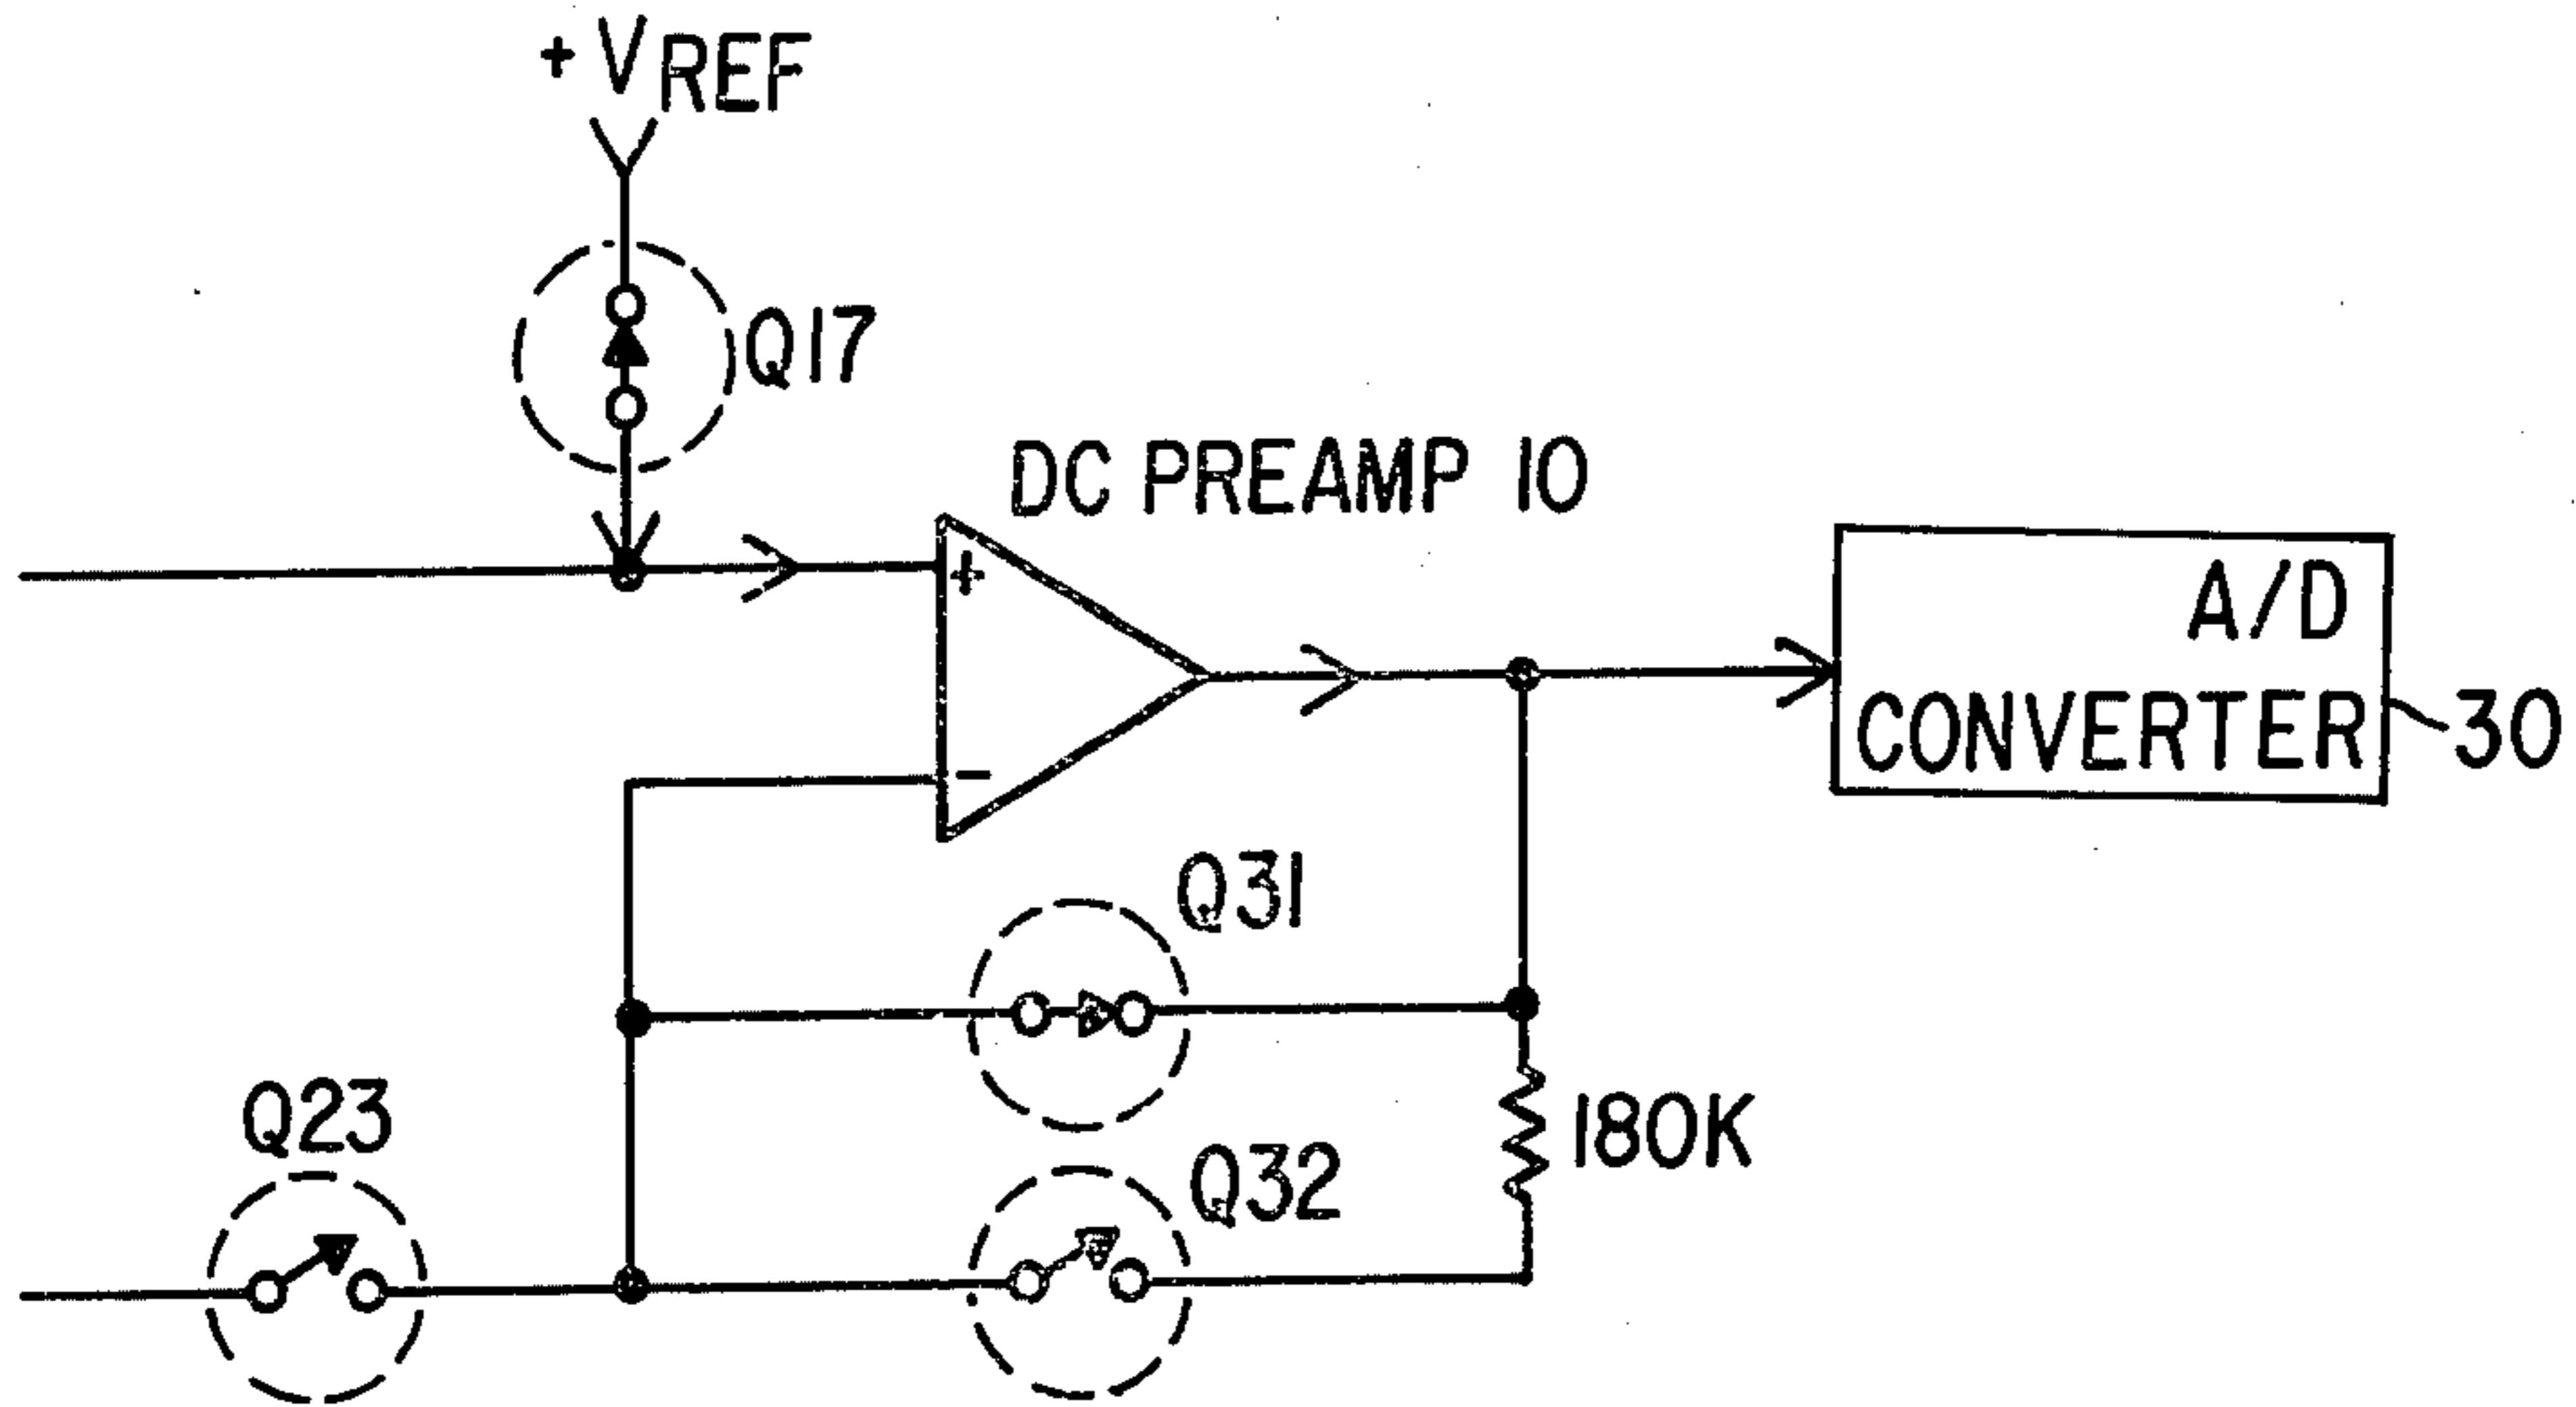 + VREF
Q17
DC PREAMP 10
+
A/D
CONVERTER
30
-
Q31
Q23
Q32
180K